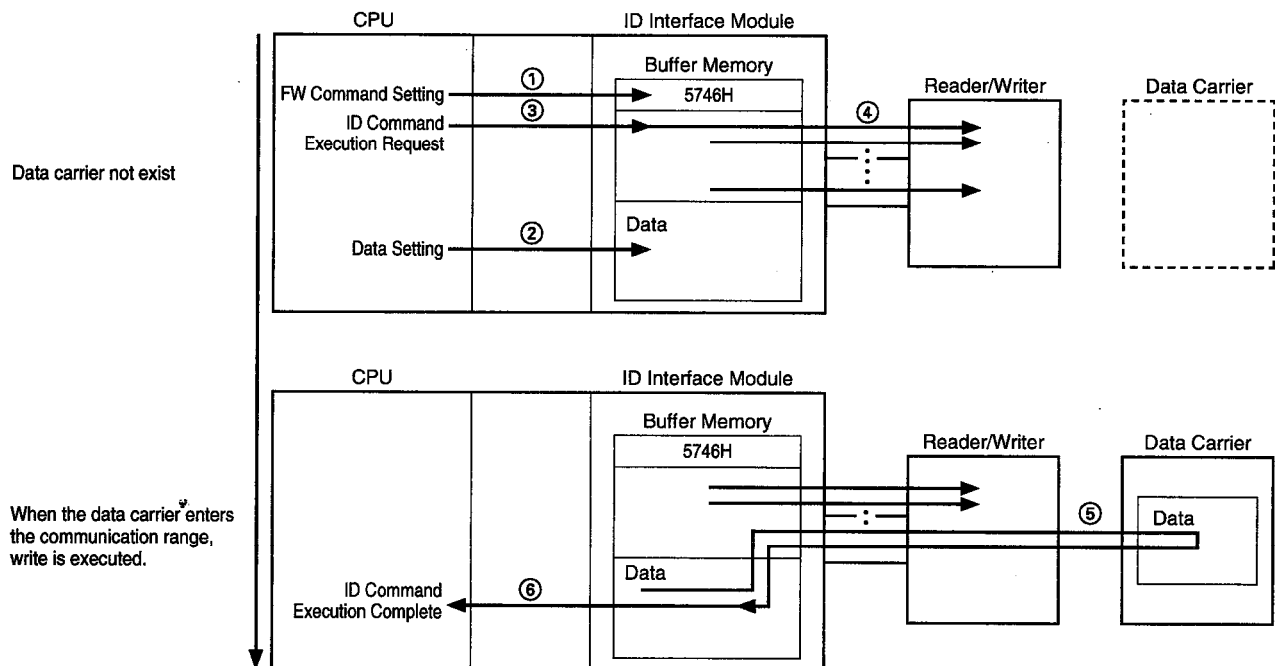 CPU
ID Interface Module
Buffer Memory
Reader/Writer
Data Carrier
5746H
FW Command Setting
①
③
④
ID Command
Execution Request
Data carrier not exist
Data
Data Setting
②
CPU
ID Interface Module
Buffer Memory
Reader/Writer
Data Carrier
5746H
When the data carrier enters
the communication range,
write is executed.
⑤
Data
Data
ID Command
Execution Complete
⑥